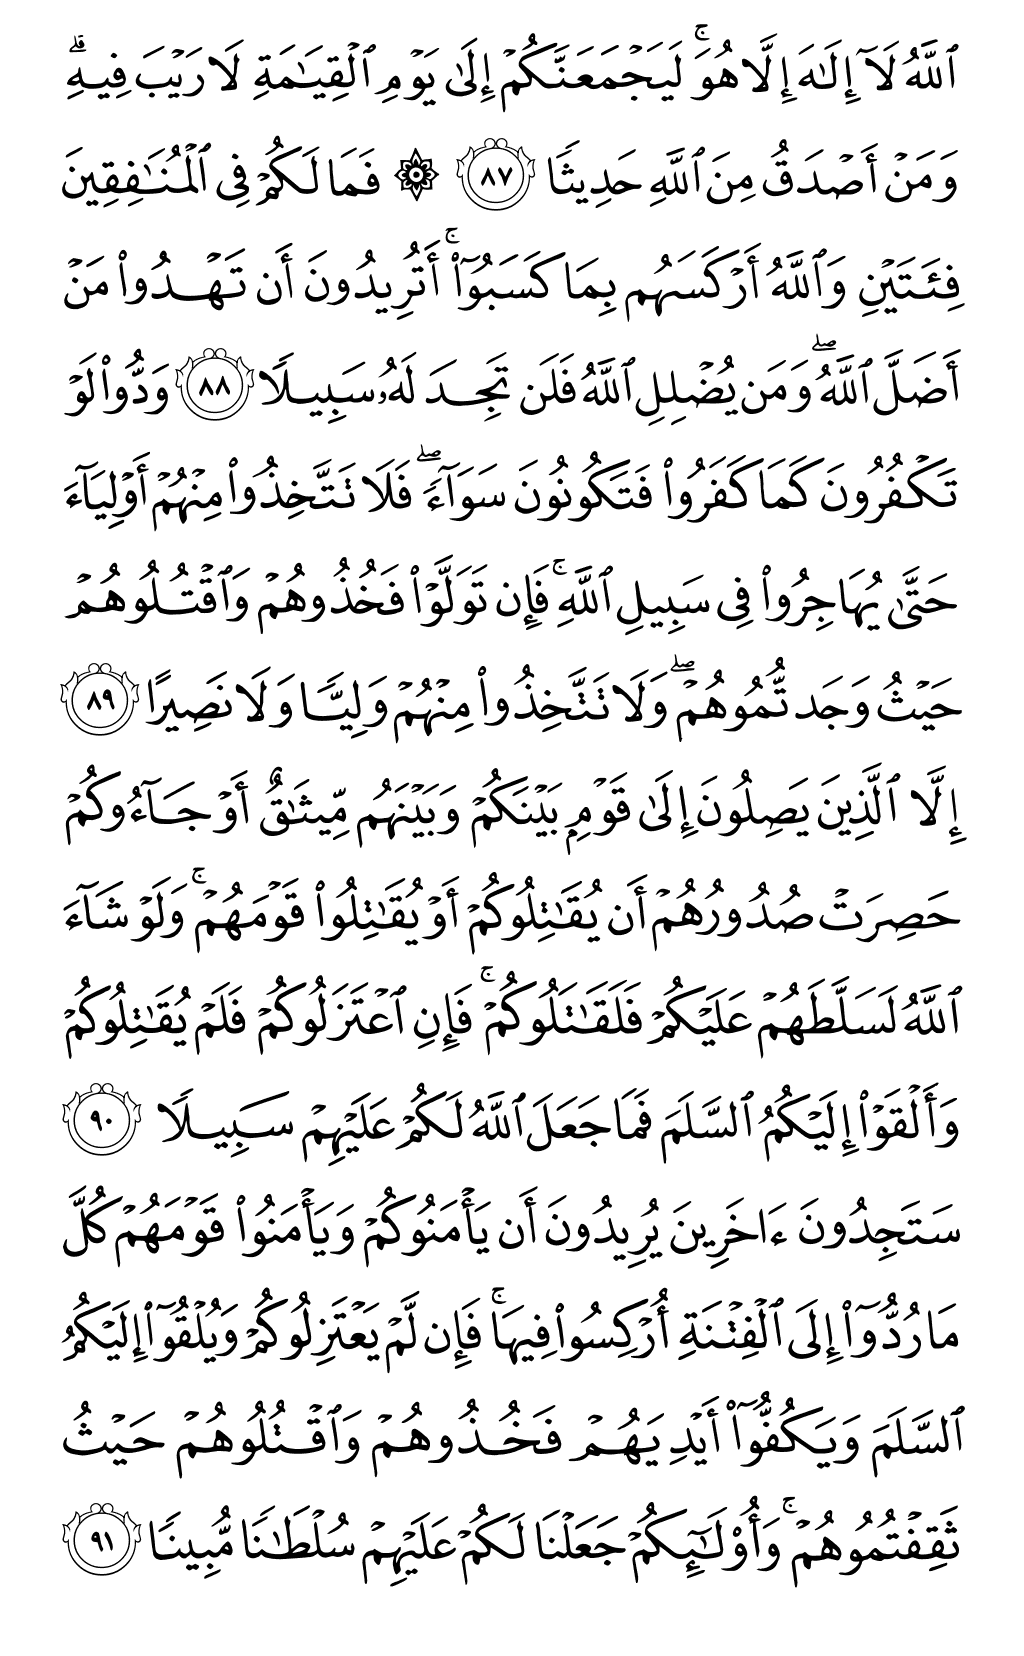 ٱللَّهُ لَآ إِلَٰهَ إِلَّا هُوَۚ لَيَجۡمَعَنَّكُمۡ إِلَىٰ يَوۡمِ ٱلۡقِيَٰمَةِ لَا رَيۡبَ فِيهِۗ
وَمَنۡ أَصۡدَقُ مِنَ ٱللَّهِ حَدِيثٗا ٨٧ ۞ فَمَا لَكُمۡ فِي ٱلۡمُنَٰفِقِينَ
فِئَتَيۡنِ وَٱللَّهُ أَرۡكَسَهُم بِمَا كَسَبُوٓاْۚ أَتُرِيدُونَ أَن تَهۡدُواْ مَنۡ
أَضَلَّ ٱللَّهُۖ وَمَن يُضۡلِلِ ٱللَّهُ فَلَن تَجِدَ لَهُۥ سَبِيلٗا ٨٨ وَدُّواْ لَوۡ
تَكۡفُرُونَ كَمَا كَفَرُواْ فَتَكُونُونَ سَوَآءٗۖ فَلَا تَتَّخِذُواْ مِنۡهُمۡ أَوۡلِيَآءَ
حَتَّىٰ يُهَاجِرُواْ فِي سَبِيلِ ٱللَّهِۚ فَإِن تَوَلَّوۡاْ فَخُذُوهُمۡ وَٱقۡتُلُوهُمۡ
حَيۡثُ وَجَدتُّمُوهُمۡۖ وَلَا تَتَّخِذُواْ مِنۡهُمۡ وَلِيّٗا وَلَا نَصِيرًا ٨٩
إِلَّا ٱلَّذِينَ يَصِلُونَ إِلَىٰ قَوۡمِۭ بَيۡنَكُمۡ وَبَيۡنَهُم مِّيثَٰقٌ أَوۡ جَآءُوكُمۡ
حَصِرَتۡ صُدُورُهُمۡ أَن يُقَٰتِلُوكُمۡ أَوۡ يُقَٰتِلُواْ قَوۡمَهُمۡۚ وَلَوۡ شَآءَ
ٱللَّهُ لَسَلَّطَهُمۡ عَلَيۡكُمۡ فَلَقَٰتَلُوكُمۡۚ فَإِنِ ٱعۡتَزَلُوكُمۡ فَلَمۡ يُقَٰتِلُوكُمۡ
وَأَلۡقَوۡاْ إِلَيۡكُمُ ٱلسَّلَمَ فَمَا جَعَلَ ٱللَّهُ لَكُمۡ عَلَيۡهِمۡ سَبِيلٗا ٩٠
سَتَجِدُونَ ءَاخَرِينَ يُرِيدُونَ أَن يَأۡمَنُوكُمۡ وَيَأۡمَنُواْ قَوۡمَهُمۡ كُلَّ
مَا رُدُّوٓاْ إِلَى ٱلۡفِتۡنَةِ أُرۡكِسُواْ فِيهَاۚ فَإِن لَّمۡ يَعۡتَزِلُوكُمۡ وَيُلۡقُوٓاْ إِلَيۡكُمُ
ٱلسَّلَمَ وَيَكُفُّوٓاْ أَيۡدِيَهُمۡ فَخُذُوهُمۡ وَٱقۡتُلُوهُمۡ حَيۡثُ
ثَقِفۡتُمُوهُمۡۚ وَأُوْلَٰٓئِكُمۡ جَعَلۡنَا لَكُمۡ عَلَيۡهِمۡ سُلۡطَٰنٗا مُّبِينٗا ٩١